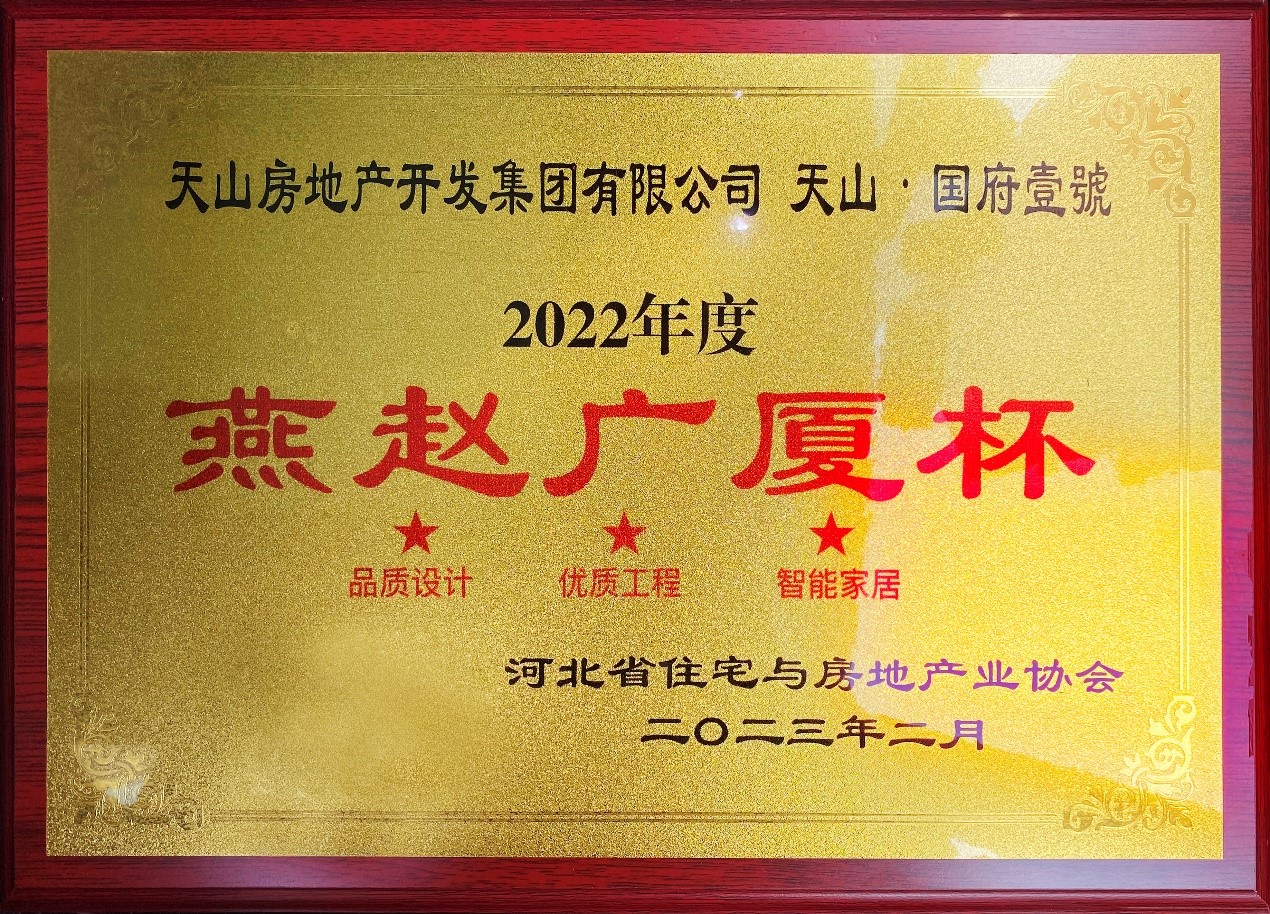 天山房地产开发集团有限公司 天山·国府壹號
2022年度
燕赵广厦杯
★ ★ ★
品质设计 优质工程 智能家居
河北省住宅与房地产业协会
二〇二三年二月